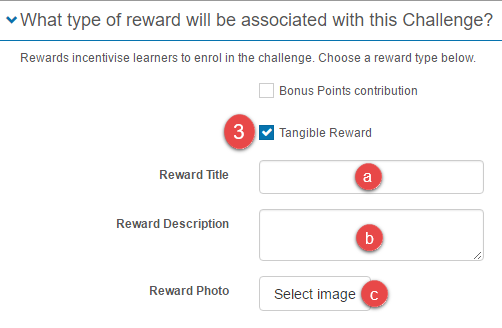 What type of reward will be associated with this Challenge?
Rewards incentivise learners to enrol in the challenge. Choose a reward type below.
Bonus Points contribution
3 Tangible Reward
Reward Title a
Reward Description b
Reward Photo Select image c